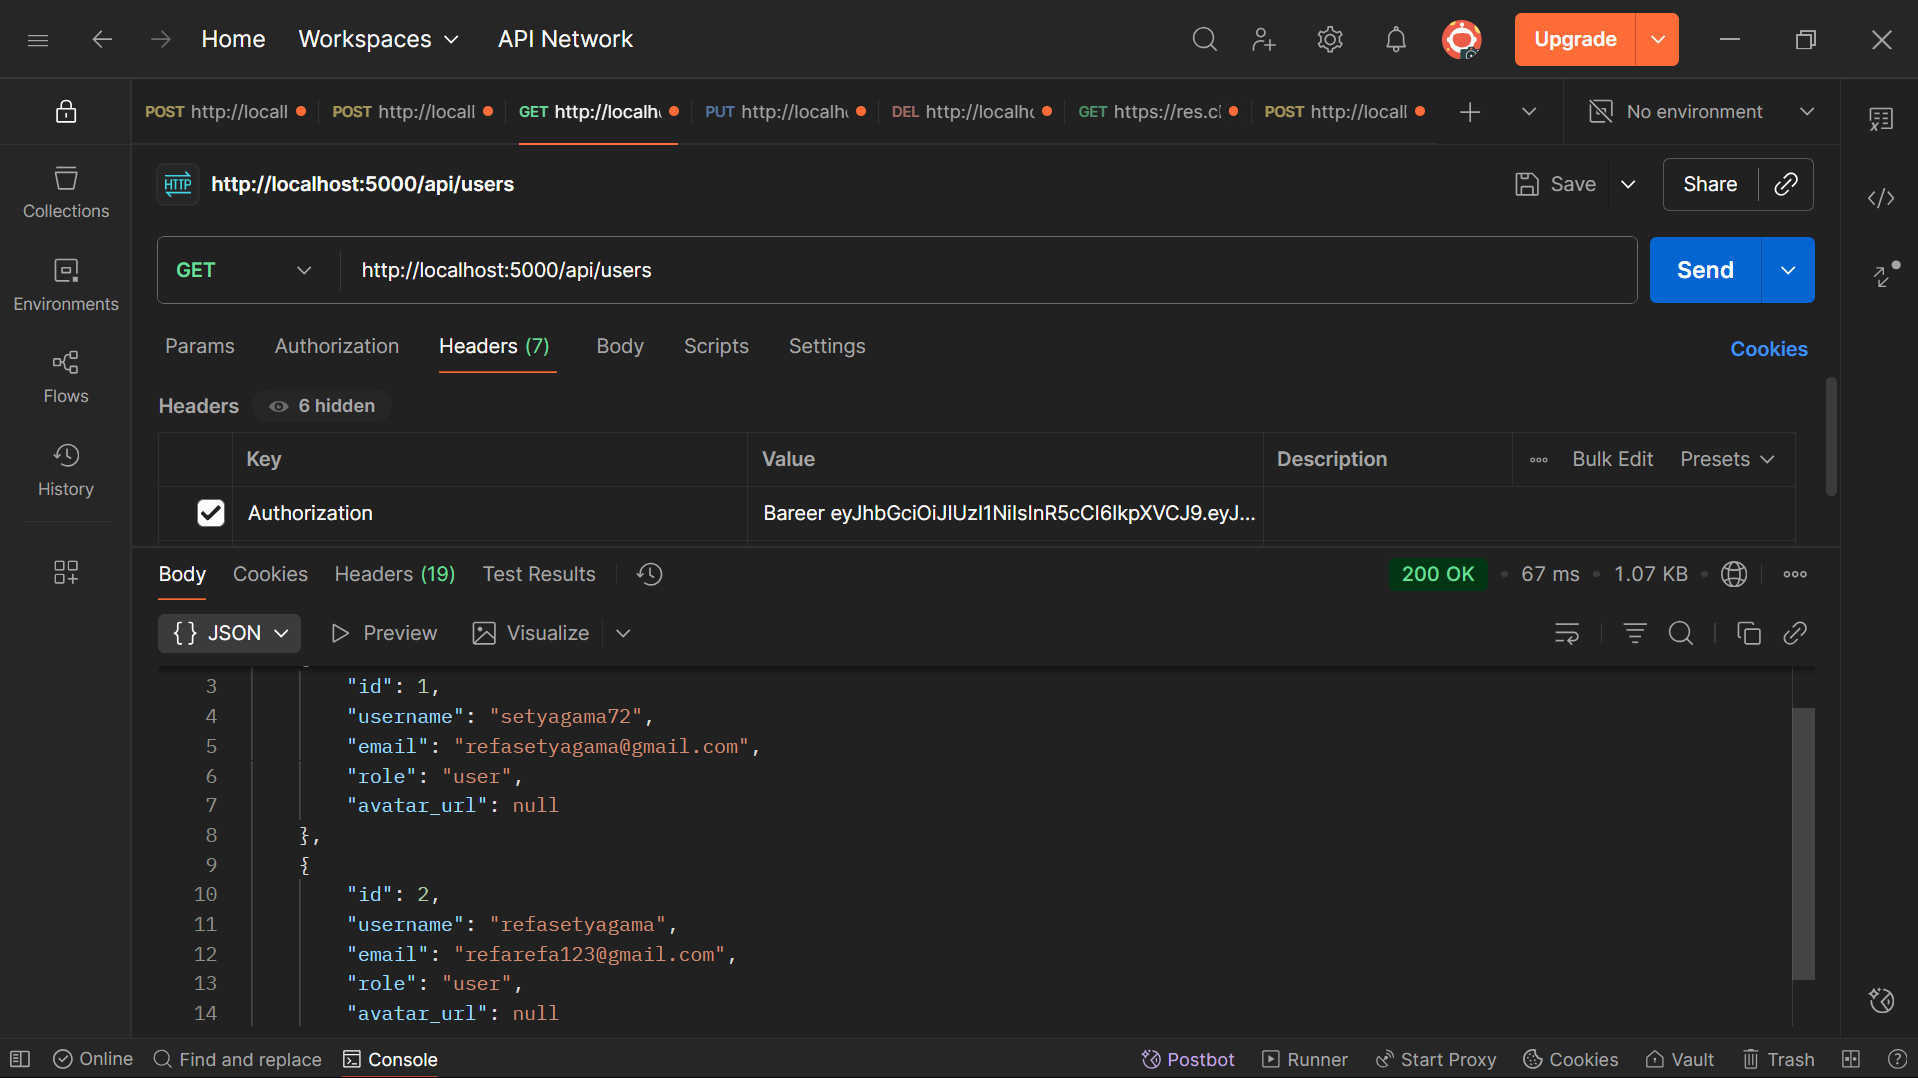 Home Workspaces API Network Upgrade
POST http://locall POST http://locall GET http://localh PUT http://localh DEL http://localh GET https://res.cl POST http://locall No environment
HTTP http://localhost:5000/api/users Save Share
GET http://localhost:5000/api/users Send
Params Authorization Headers (7) Body Scripts Settings Cookies
Headers 6 hidden
Key Value Description Bulk Edit Presets
Authorization Bareer eyJhbGciOiJIUzI1NiIsInR5cCI6IkpXVCJ9.eyJ...
Collections
Environments
Flows
History
Body Cookies Headers (19) Test Results 200 OK 67 ms 1.07 KB
{} JSON Preview Visualize
3 "id": 1,
4 "username": "setyagama72",
5 "email": "refasetyagama@gmail.com",
6 "role": "user",
7 "avatar_url": null
8 },
9 {
10 "id": 2,
11 "username": "refasetyagama",
12 "email": "refarefa123@gmail.com",
13 "role": "user",
14 "avatar_url": null
Online Find and replace Console Postbot Runner Start Proxy Cookies Vault Trash